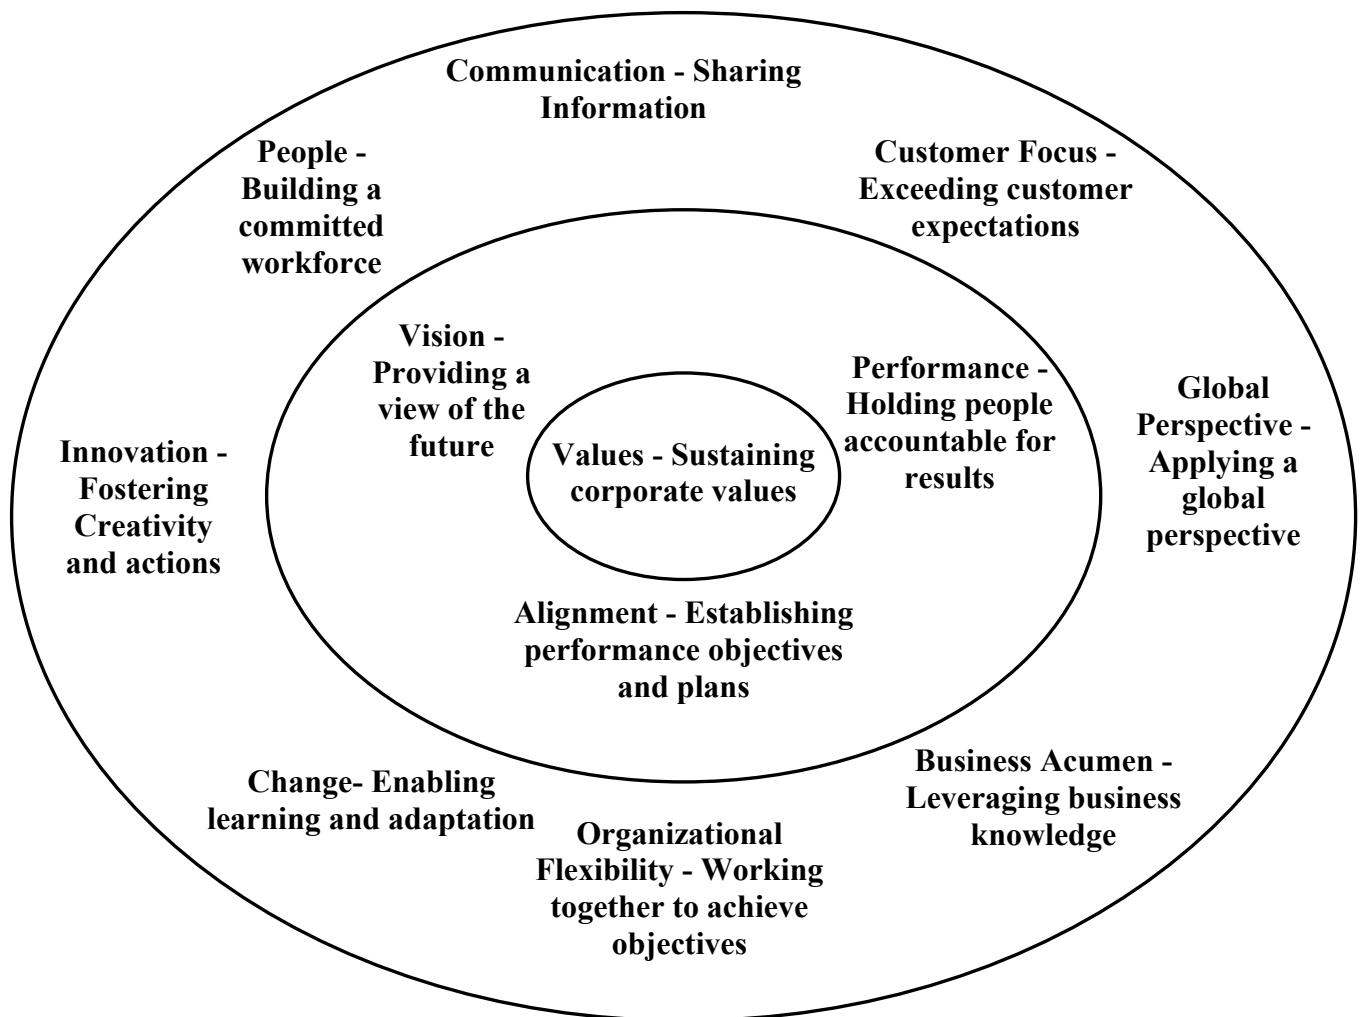 Communication - Sharing
Information
People -
Building a
committed
workforce
Customer Focus -
Exceeding customer
expectations
Vision -
Providing a
view of the
future
Performance -
Holding people
accountable for
results
Global
Perspective -
Applying a
global
perspective
Innovation -
Fostering
Creativity
and actions
Values - Sustaining
corporate values
Alignment - Establishing
performance objectives
and plans
Change- Enabling
learning and adaptation
Organizational
Flexibility - Working
together to achieve
objectives
Business Acumen -
Leveraging business
knowledge